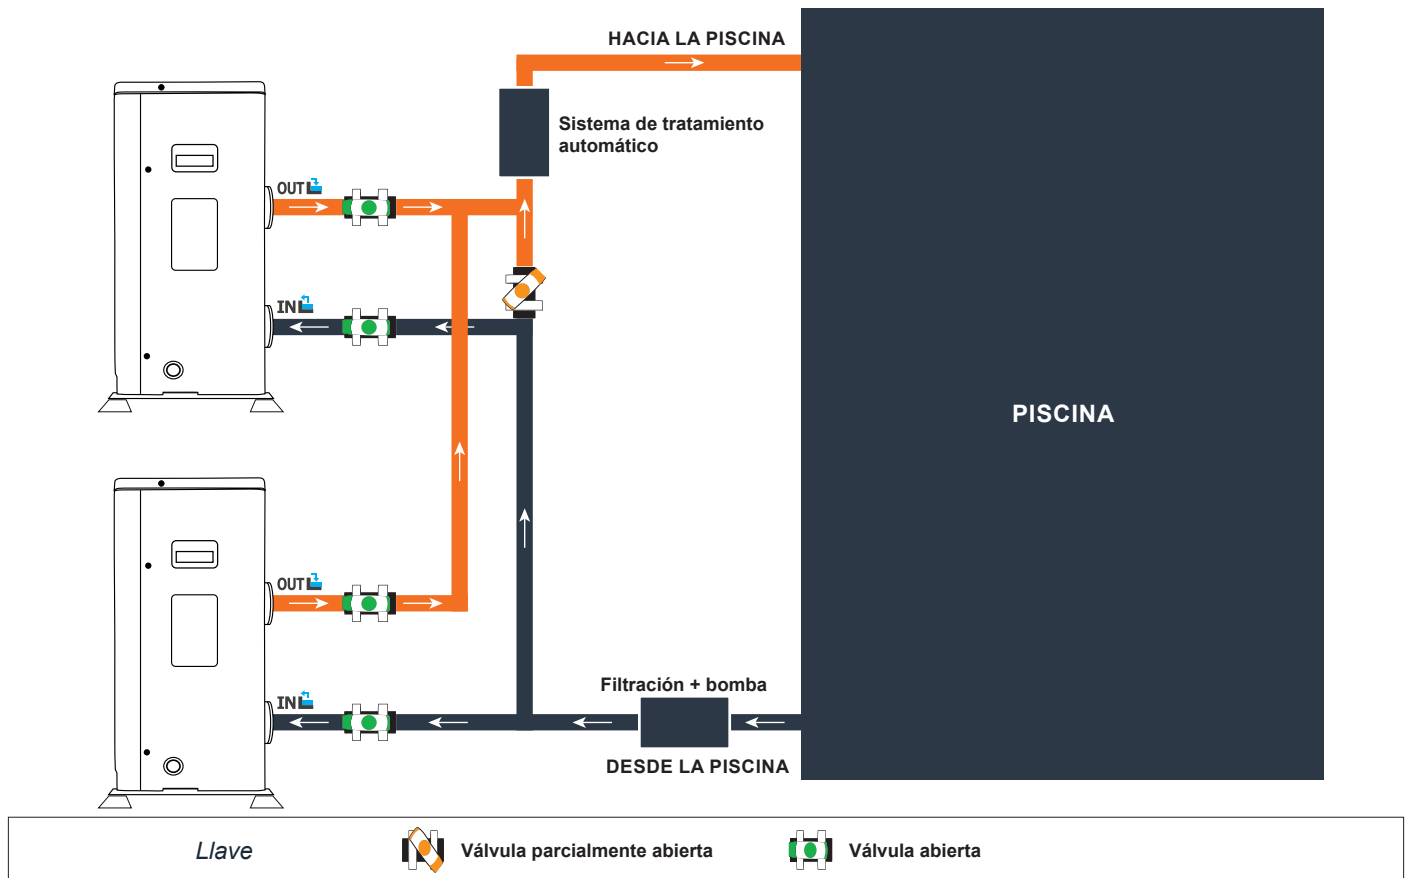 HACIA LA PISCINA
Sistema de tratamiento
automático
OUT
IN
PISCINA
OUT
IN
Filtración + bomba
DESDE LA PISCINA
Llave
Válvula parcialmente abierta
Válvula abierta